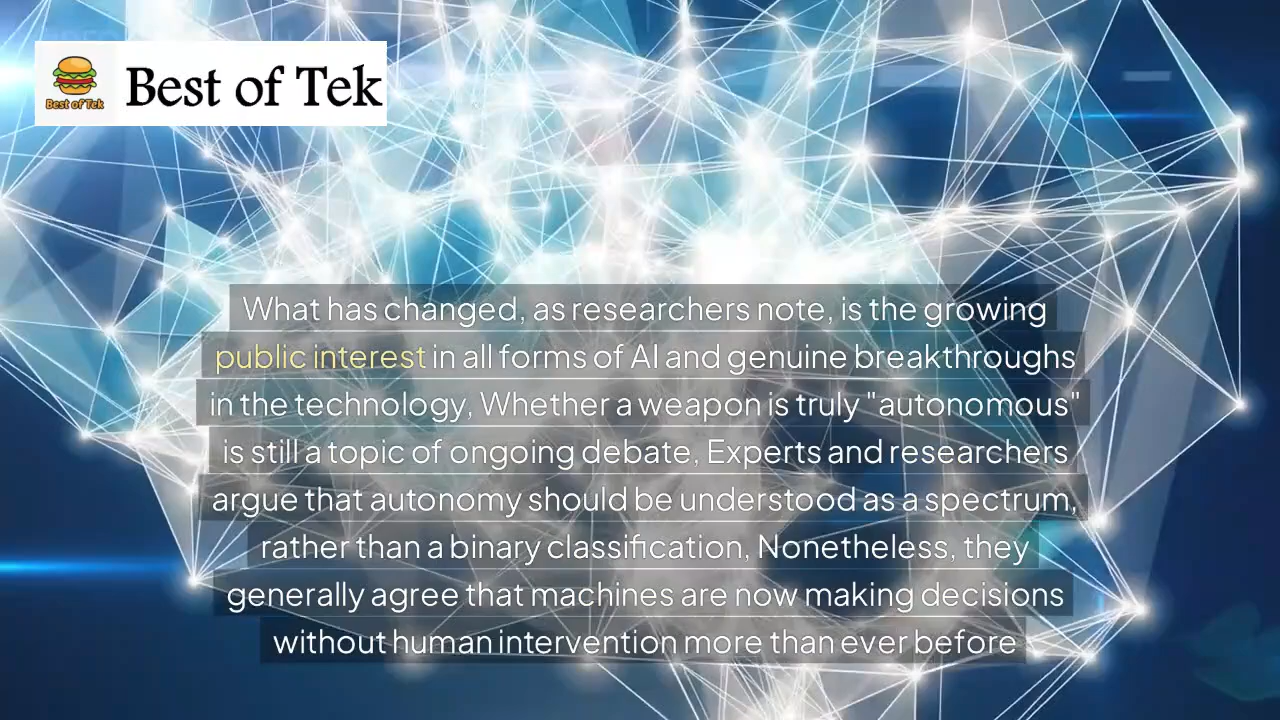 Best of Tek
Best of Tek
What has changed, as researchers note, is the growing
public interest in all forms of AI and genuine breakthroughs
in the technology, Whether a weapon is truly "autonomous"
is still a topic of ongoing debate, Experts and researchers
argue that autonomy should be understood as a spectrum,
rather than a binary classification, Nonetheless, they
generally agree that machines are now making decisions
without human intervention more than ever before